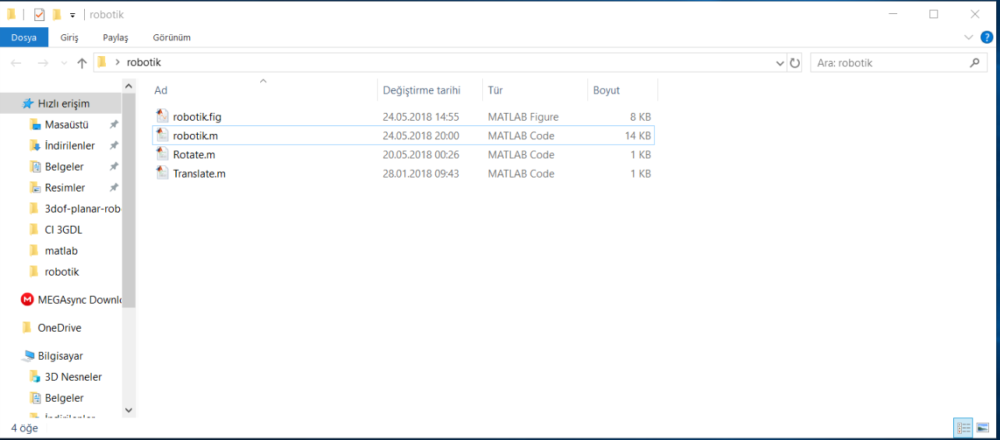 robotik
Dosya Giriş Paylaş Görünüm
robotik Ara: robotik
Ad Değiştirme tarihi Tür Boyut
robotik.fig 24.05.2018 14:55 MATLAB Figure 8 KB
robotik.m 24.05.2018 20:00 MATLAB Code 14 KB
Rotate.m 20.05.2018 00:26 MATLAB Code 1 KB
Translate.m 28.01.2018 09:43 MATLAB Code 1 KB
Hızlı erişim
Masaüstü
İndirilenler
Belgeler
Resimler
3dof-planar-rob
CI 3GDL
matlab
robotik
MEGAsync Downl
OneDrive
Bilgisayar
3D Nesneler
Belgeler
İndirilenler
4 öğe